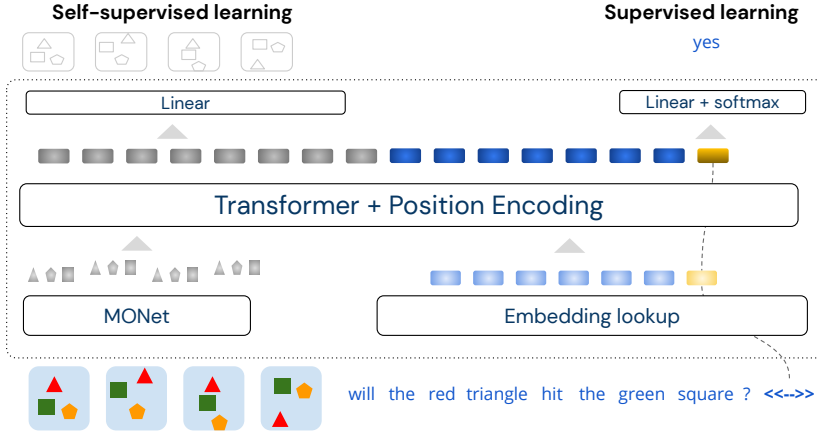 Self-supervised learning
Supervised learning
yes
Linear
Linear + softmax
Transformer + Position Encoding
MONet
Embedding lookup
will the red triangle hit the green square ? <<-->>